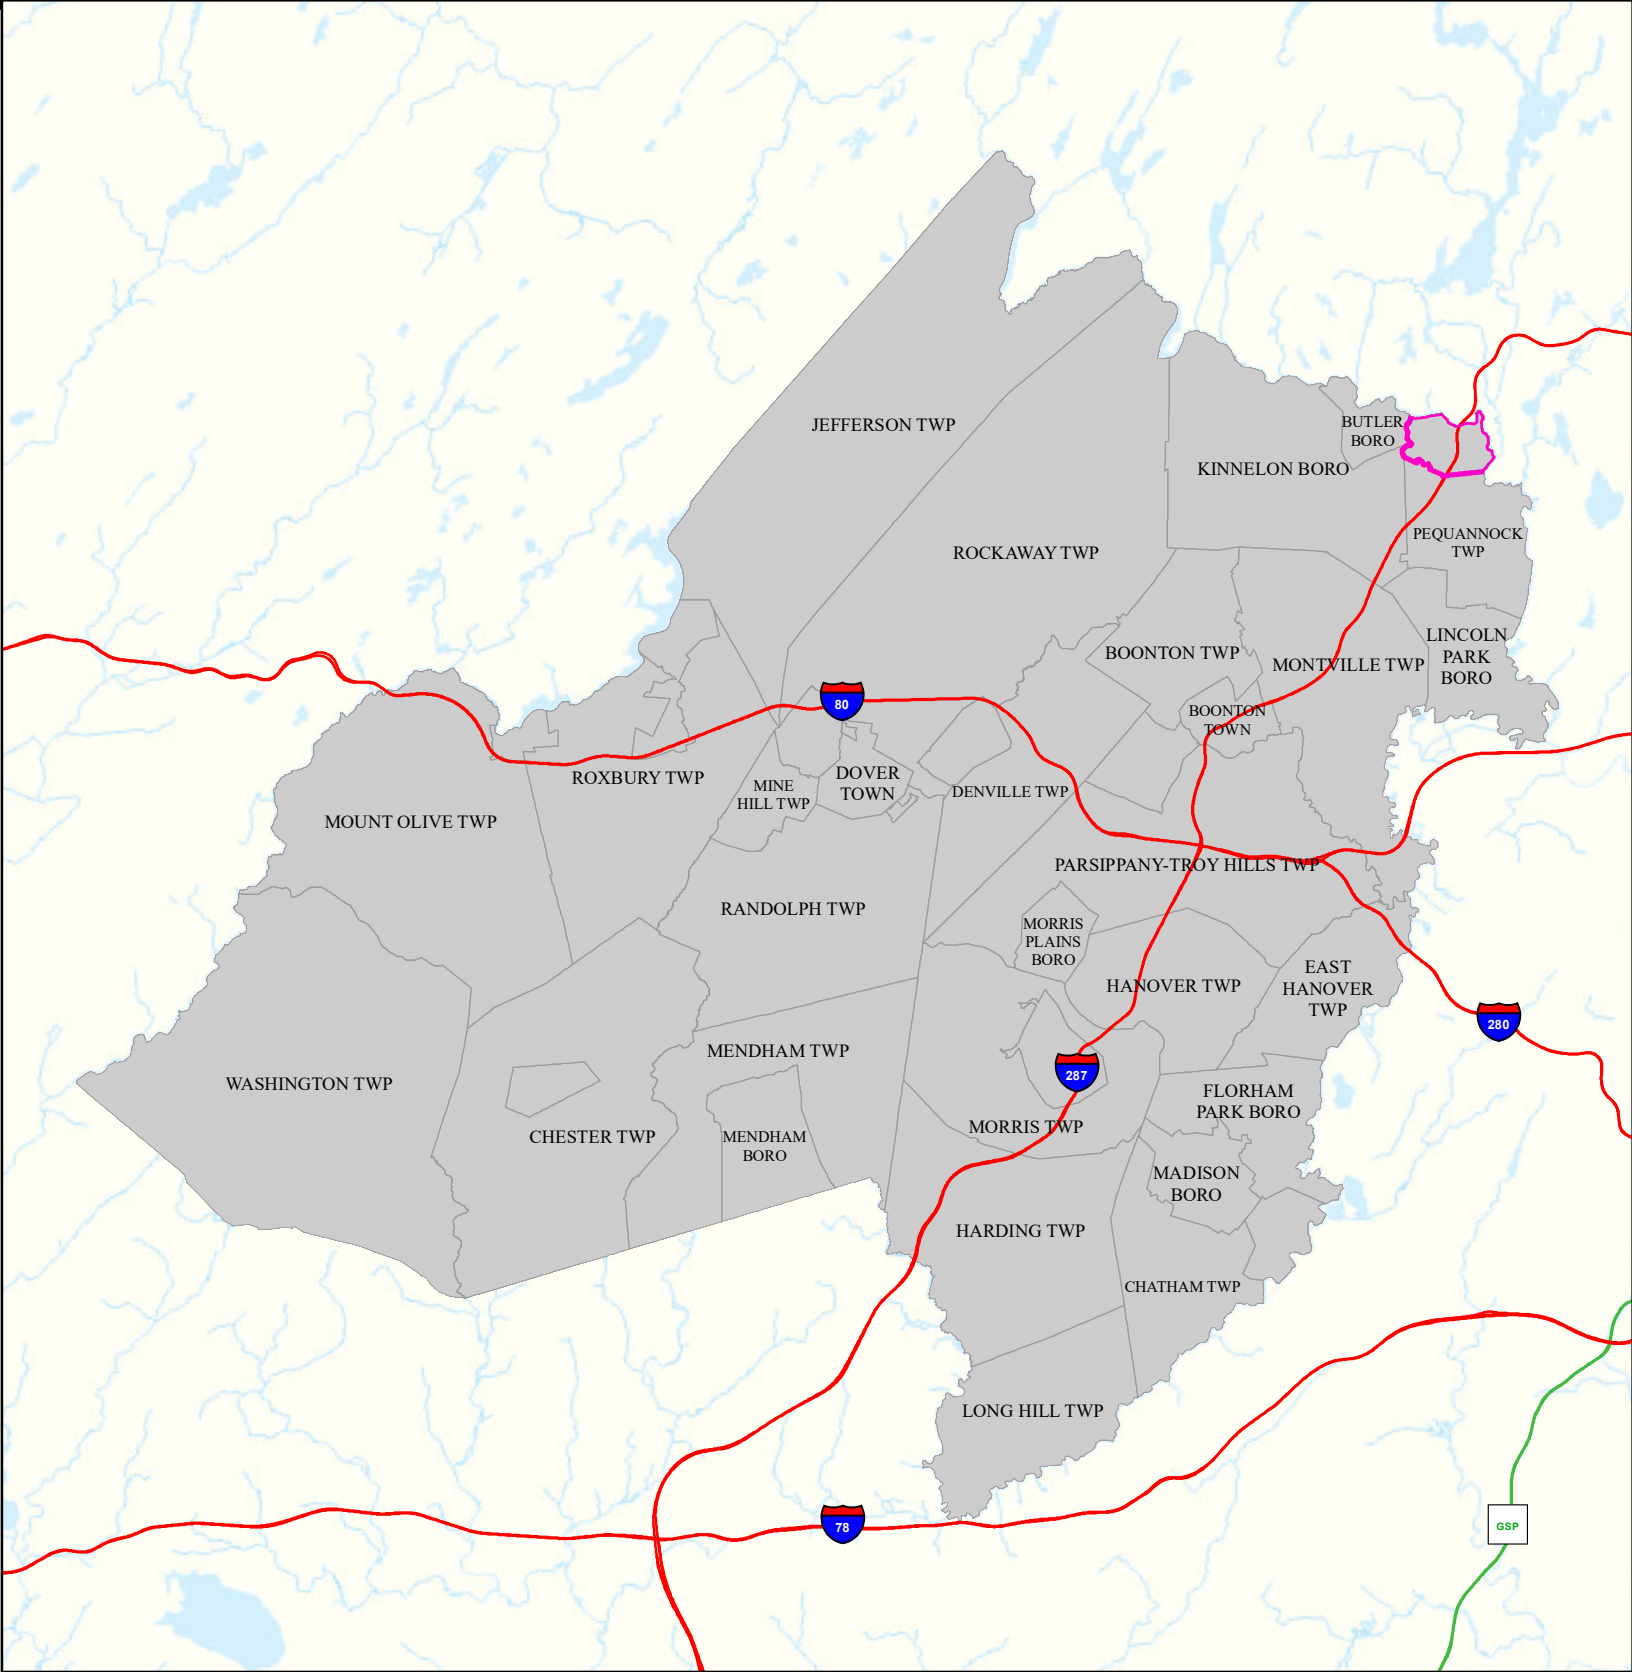 JEFFERSON TWP
BUTLER
BORO
KINNELON BORO
PEQUANNOCK
TWP
ROCKAWAY TWP
LINCOLN
PARK
BORO
BOONTON TWP
MONTVILLE TWP
80
BOONTON
TOWN
ROXBURY TWP
MINE
HILL TWP
DOVER
TOWN
DENVILLE TWP
MOUNT OLIVE TWP
PARSIPPANY-TROY HILLS TWP
RANDOLPH TWP
MORRIS
PLAINS
BORO
HANOVER TWP
EAST
HANOVER
TWP
280
MENDHAM TWP
287
WASHINGTON TWP
FLORHAM
PARK BORO
CHESTER TWP
MENDHAM
BORO
MORRIS TWP
MADISON
BORO
HARDING TWP
CHATHAM TWP
LONG HILL TWP
78
GSP